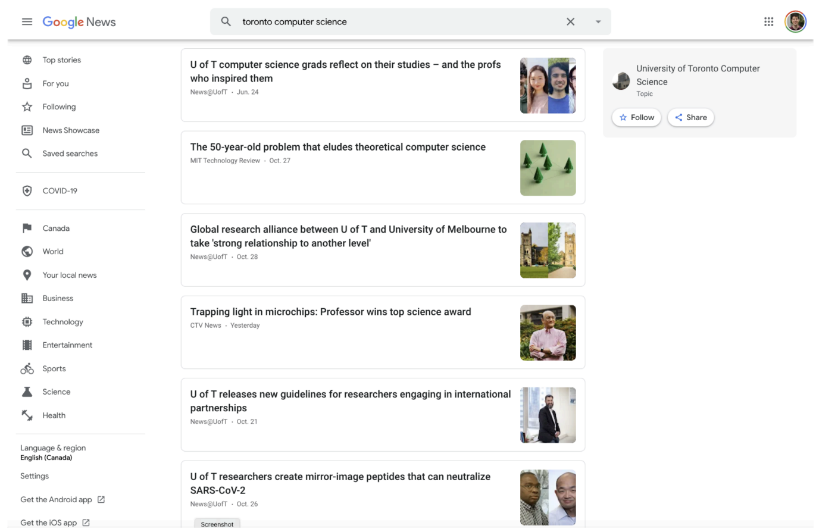 Google News
toronto computer science
Top stories
For you
Following
News Showcase
Saved searches
COVID-19
Canada
World
Your local news
Business
Technology
Entertainment
Sports
Science
Health
Language & region
English (Canada)
Settings
Get the Android app
Get the iOS app
U of T computer science grads reflect on their studies – and the profs
who inspired them
News@UofT · Jun. 24
The 50-year-old problem that eludes theoretical computer science
MIT Technology Review · Oct. 27
Global research alliance between U of T and University of Melbourne to
take 'strong relationship to another level'
News@UofT · Oct. 28
Trapping light in microchips: Professor wins top science award
CTV News · Yesterday
U of T releases new guidelines for researchers engaging in international
partnerships
News@UofT · Oct. 21
U of T researchers create mirror-image peptides that can neutralize
SARS-CoV-2
News@UofT · Oct. 26
Screenshot
University of Toronto Computer
Science
Topic
Follow
Share